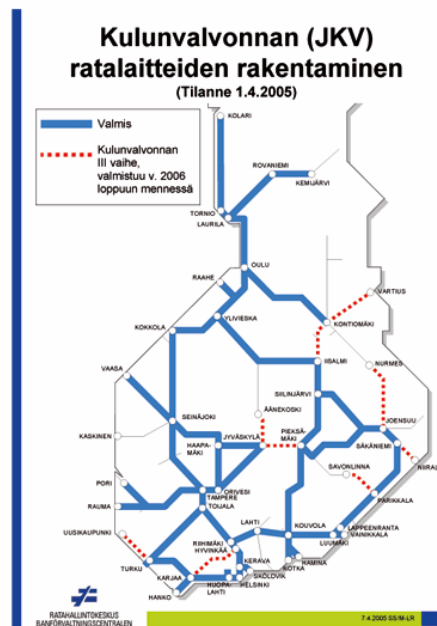 Kulunvalvonnan (JKV)
ratalaitteiden rakentaminen
(Tilanne 1.4.2005)
Valmis
Kulunvalvonnan
III vaihe,
valmistuu v. 2006
loppuun mennessä
KOLARI
ROVANIEMI
KEMIJÄRVI
TORNIO
LAURILA
OULU
RAAHE
VARTIUS
YLIVIESKA
KONTIOMÄKI
KOKKOLA
IISALMI
NURMES
VAASA
SIILINJÄRVI
ÄÄNEKOSKI
JOENSUU
SEINÄJOKI
KASKINEN
HAAPA-
MÄKI
JYVÄSKYLÄ
PIEKSÄ-
MÄKI
SÄKÄNIEMI
NIIRALA
SAVONLINNA
PORI
ORIVESI
TAMPERE
PARIKKALA
RAUMA
TOIJALA
UUSIKAUPUNKI
LAHTI
KOUVOLA
LAPPEENRANTA
VAINIKKALA
LUUMÄKI
RIIHIMÄKI
HYVINKÄÄ
TURKU
KARJAA
KERAVA
SKÖLDVIK
HAMINA
KOTKA
HANKO
HUOPA-
LAHTI
HELSINKI
RATAHALLINTOKESKUS
BANFÖRVALTNINGSCENTRALEN
7.4.2005 SS/M-LR